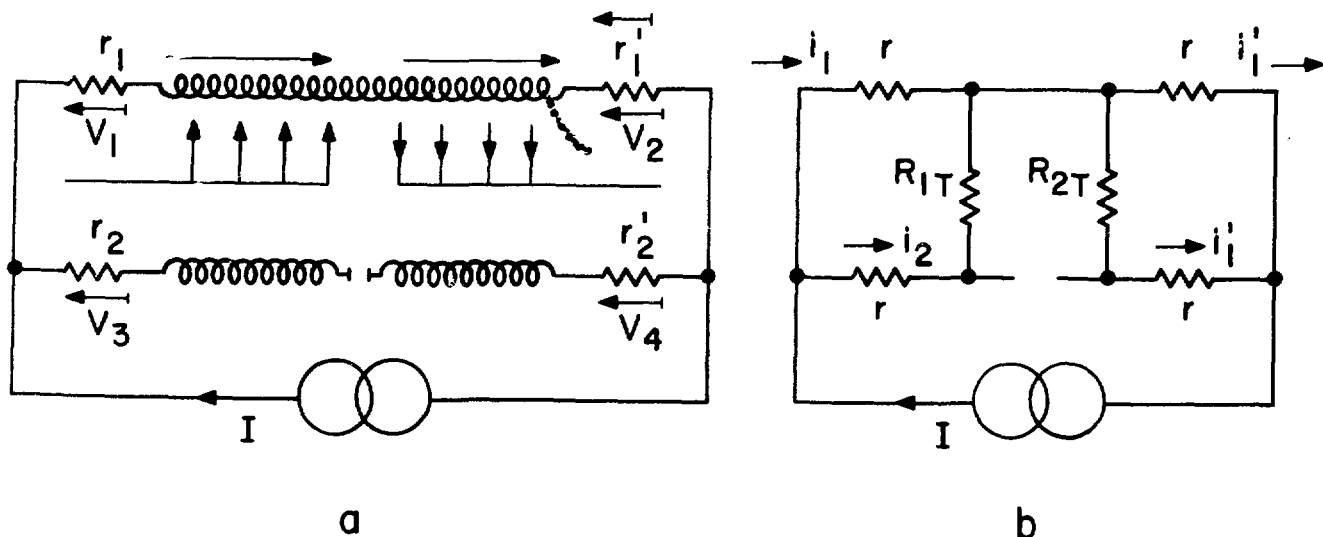 r1 r1' i1 r r i1'
V1 V2
R1T R2T
r2 r2' i2 i1'
V3 V4 r r
I I
a b